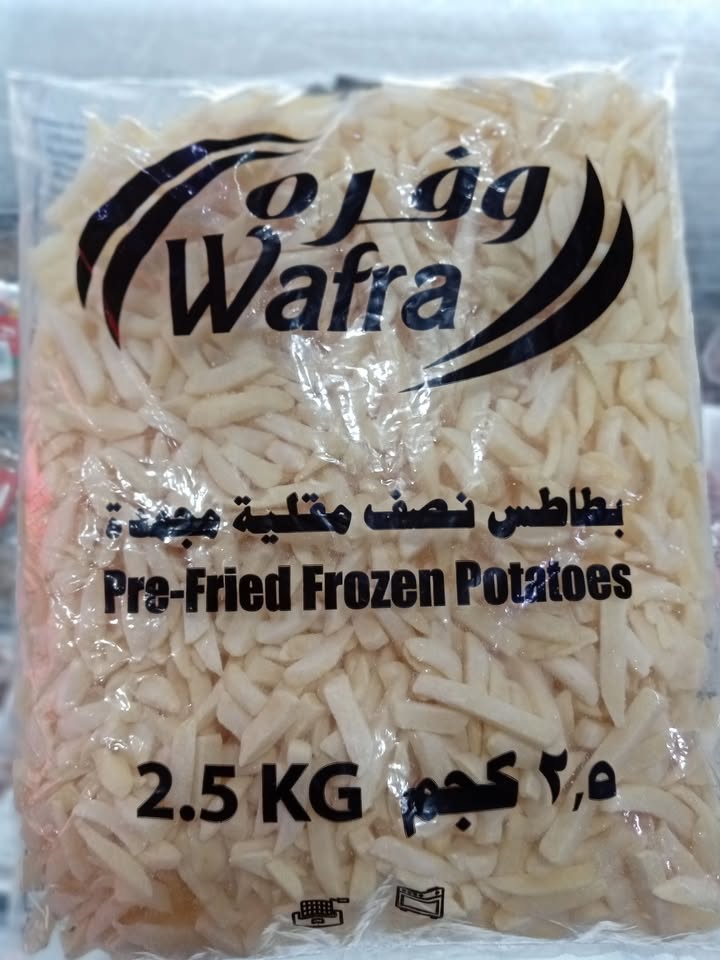 وفره
Wafra
بطاطس نصف مقلية مجمدة
Pre-Fried Frozen Potatoes
2.5 KG ٢,٥ كجم